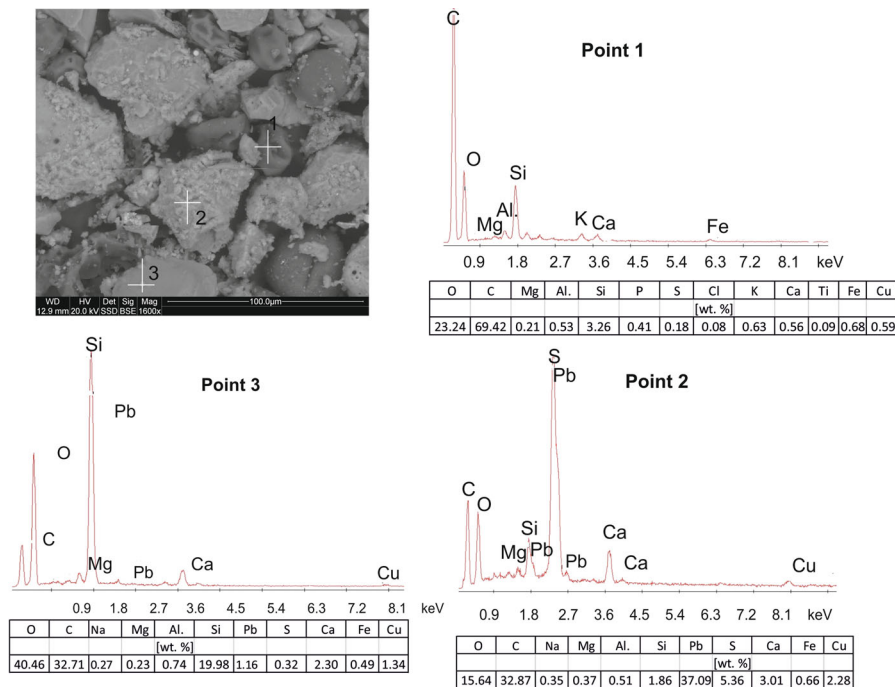 1
2
3
WD HV Det Sig Mag 100.0µm
12.9 mm 20.0 kV SSD BSE 1600x
Point 1
C
O
Mg Al. Si K Ca Fe
0.9 1.8 2.7 3.6 4.5 5.4 6.3 7.2 8.1 keV
O C Mg Al. Si P S Cl K Ca Ti Fe Cu
[wt. %]
23.24 69.42 0.21 0.53 3.26 0.41 0.18 0.08 0.63 0.56 0.09 0.68 0.59
Point 3
Si
Pb
O
C
Mg Pb Ca Cu
0.9 1.8 2.7 3.6 4.5 5.4 6.3 7.2 8.1 keV
O C Na Mg Al. Si Pb S Ca Fe Cu
[wt. %]
40.46 32.71 0.27 0.23 0.74 19.98 1.16 0.32 2.30 0.49 1.34
Point 2
S
Pb
C O
Si
Mg Pb Pb Ca Ca Cu
0.9 1.8 2.7 3.6 4.5 5.4 6.3 7.2 8.1 keV
O C Na Mg Al. Si Pb S Ca Fe Cu
[wt. %]
15.64 32.87 0.35 0.37 0.51 1.86 37.09 5.36 3.01 0.66 2.28